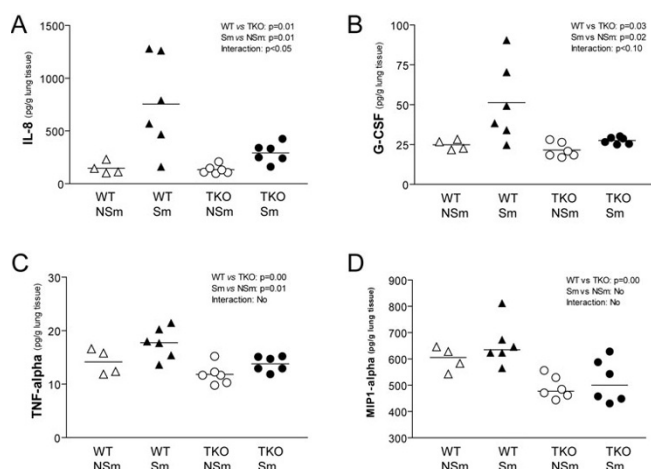 A
WT vs TKO: p=0.01
Sm vs NSm: p=0.01
Interaction: p<0.05
IL-8 (pg/g lung tissue)
1500
1000
500
0
WT NSm
WT Sm
TKO NSm
TKO Sm
B
WT vs TKO: p=0.03
Sm vs NSm: p=0.02
Interaction: p<0.10
G-CSF (pg/g lung tissue)
100
75
50
25
0
WT NSm
WT Sm
TKO NSm
TKO Sm
C
WT vs TKO: p=0.00
Sm vs NSm: p=0.01
Interaction: No
TNF-alpha (pg/g lung tissue)
30
20
10
0
WT NSm
WT Sm
TKO NSm
TKO Sm
D
WT vs TKO: p=0.00
Sm vs NSm: No
Interaction: No
MIP1-alpha (pg/g lung tissue)
900
800
700
600
500
400
300
WT NSm
WT Sm
TKO NSm
TKO Sm